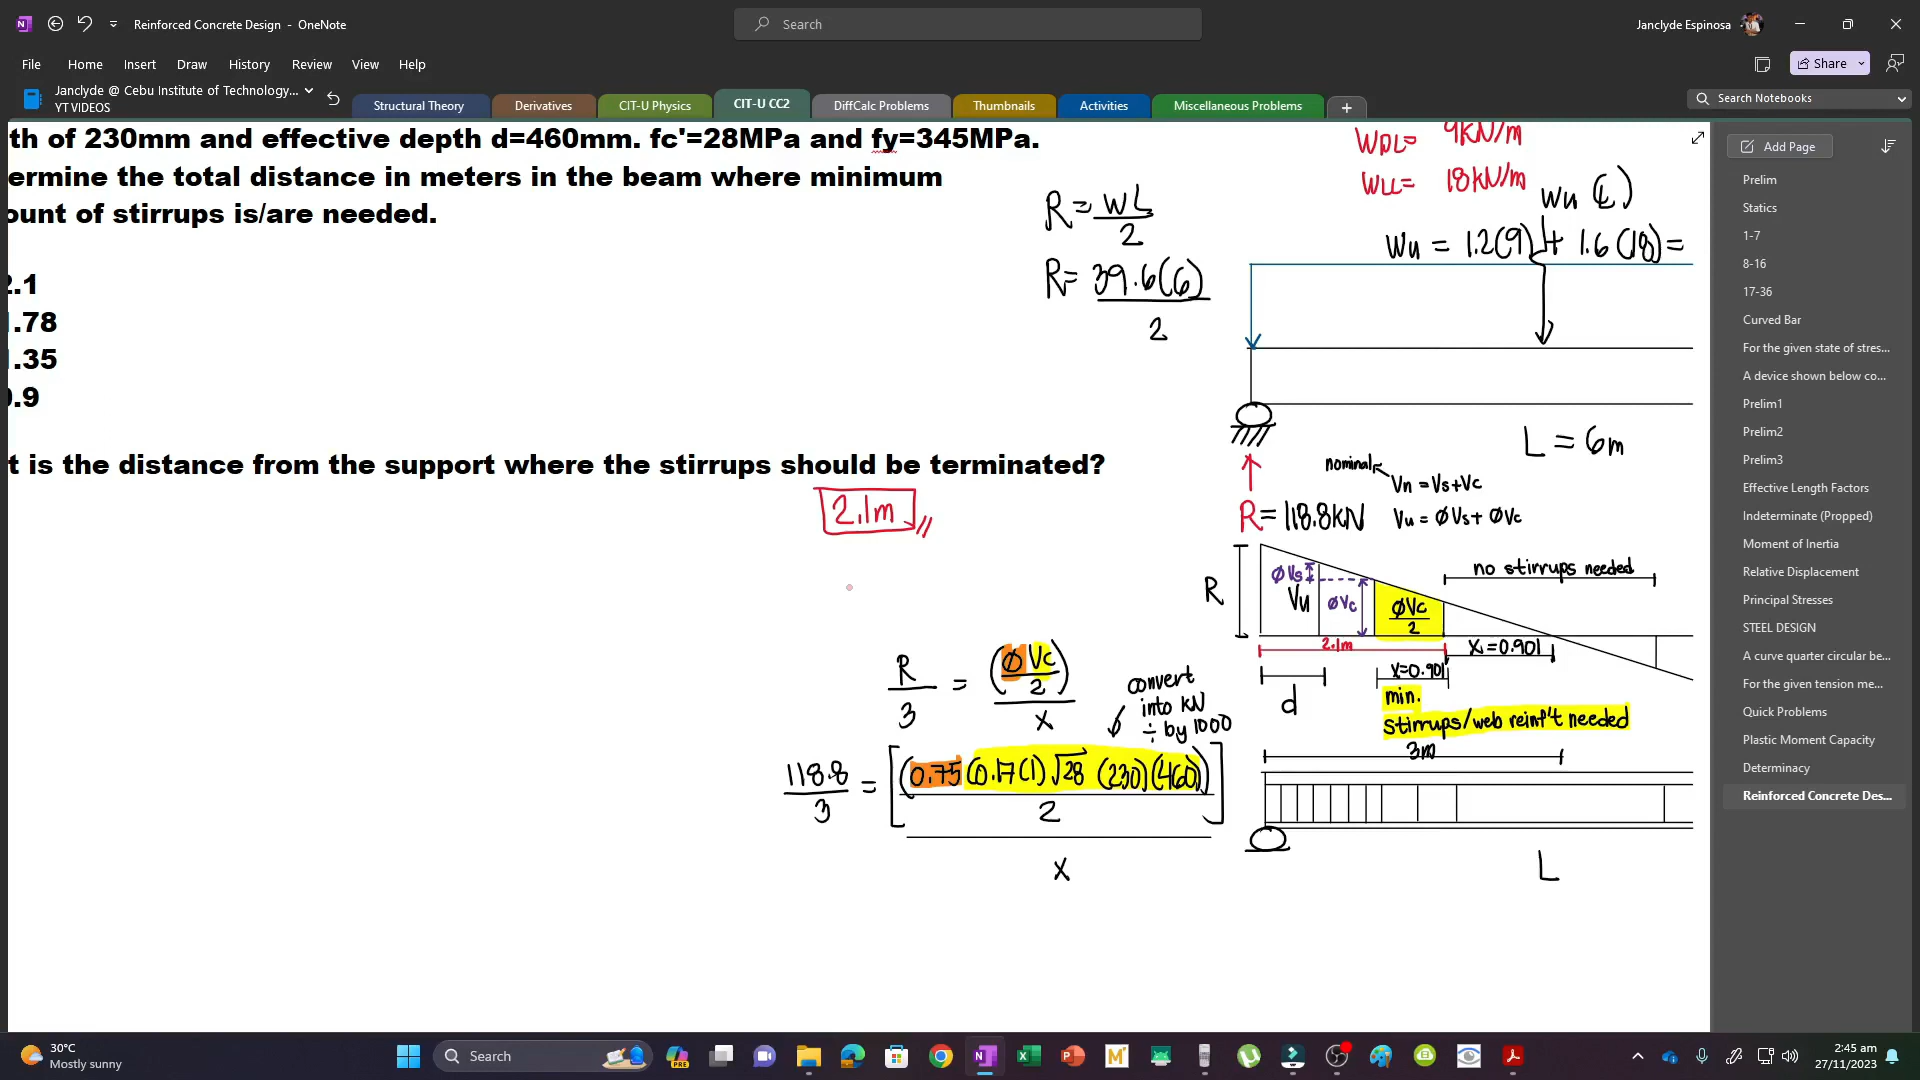 Reinforced Concrete Design - OneNote
Search
Janclyde Espinosa
File Home Insert Draw History Review View Help
Share
Janclyde @ Cebu Institute of Technology...
YT VIDEOS
Structural Theory
Derivatives
CIT-U Physics
CIT-U CC2
DiffCalc Problems
Thumbnails
Activities
Miscellaneous Problems
Search Notebooks
th of 230mm and effective depth d=460mm. fc'=28MPa and fy=345MPa.
ermine the total distance in meters in the beam where minimum
ount of stirrups is/are needed.
2.1
1.78
1.35
0.9
t is the distance from the support where the stirrups should be terminated?
2.1m
R = WL
2
R = 39.6(6)
2
WDL= 9KN/m
WLL= 18KN/m
Wu (L)
Wu = 1.2(9) + 1.6(18) =
L = 6m
nominal
Vn = Vs+Vc
R = 118.8KN
Vu = ØVs + ØVc
no stirrups needed
R
ØVs
Vu
ØVc
ØVc
2
2.1m
X=0.901
X=0.901
d
min.
stirrups/web reinf't needed
3m
L
R
3
=
(ØVc
2)
X
convert
into KN
÷ by 1000
118.8
3
= [(0.75 (0.17(1)√28 (230)(460))
2]
X
Add Page
Prelim
Statics
1-7
8-16
17-36
Curved Bar
For the given state of stres...
A device shown below co...
Prelim1
Prelim2
Prelim3
Effective Length Factors
Indeterminate (Propped)
Moment of Inertia
Relative Displacement
Principal Stresses
STEEL DESIGN
A curve quarter circular be...
For the given tension me...
Quick Problems
Plastic Moment Capacity
Determinacy
Reinforced Concrete Des...
30°C
Mostly sunny
Search
PRE
2:45 am
27/11/2023